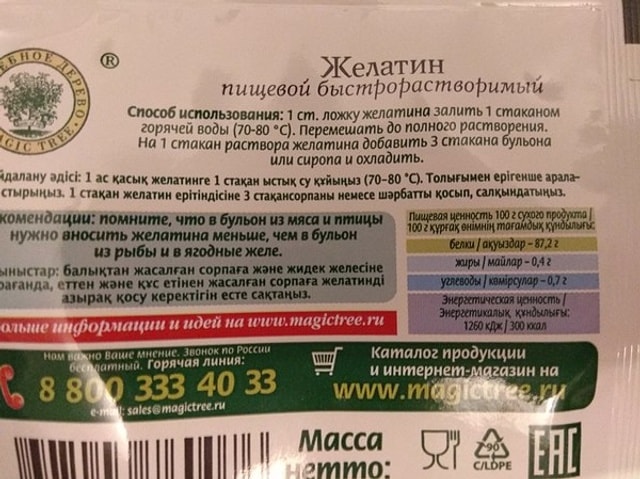 ЕБНОЕ ДЕРЕВО
MAGIC TREE
®
Желатин
пищевой быстрорастворимый
Способ использования: 1 ст. ложку желатина залить 1 стаканом
горячей воды (70-80 °С). Перемешать до полного растворения.
На 1 стакан раствора желатина добавить 3 стакана бульона
или сиропа и охладить.
йдалану әдісі: 1 ас қасық желатинге 1 стақан ыстық су құйыңыз (70-80 °С). Толығымен ерігенше арала-
стырыңыз. 1 стақан желатин ерітіндісіне 3 стақансорпаны немесе шәрбатты қосып, салқындатыңыз.
комендации: помните, что в бульон из мяса и птицы
нужно вносить желатина меньше, чем в бульон
из рыбы и в ягодные желе.
ыныстар: балықтан жасалған сорпаға және жидек желесіне
рағанда, еттен және құс етінен жасалған сорпаға желатинді
азырақ қосу керектігін есте сақтаңыз.
Пищевая ценность 100 г сухого продукта /
100 г құрғақ өнімнің тағамдық құндылығы:
белки / ақуыздар – 87,2 г
жиры / майлар – 0,4 г
углеводы / көмірсулар – 0,7 г
Энергетическая ценность /
Энергетикалық құндылығы:
1260 кДж / 300 ккал
ольше информации и идей на www.magictree.ru
Нам важно Ваше мнение. Звонок по России
бесплатный. Горячая линия:
8 800 333 40 33
e-mail: sales@magictree.ru
Каталог продукции
и интернет-магазин на
www.magictree.ru
Масса
нетто:
90
C/LDPE
EAC